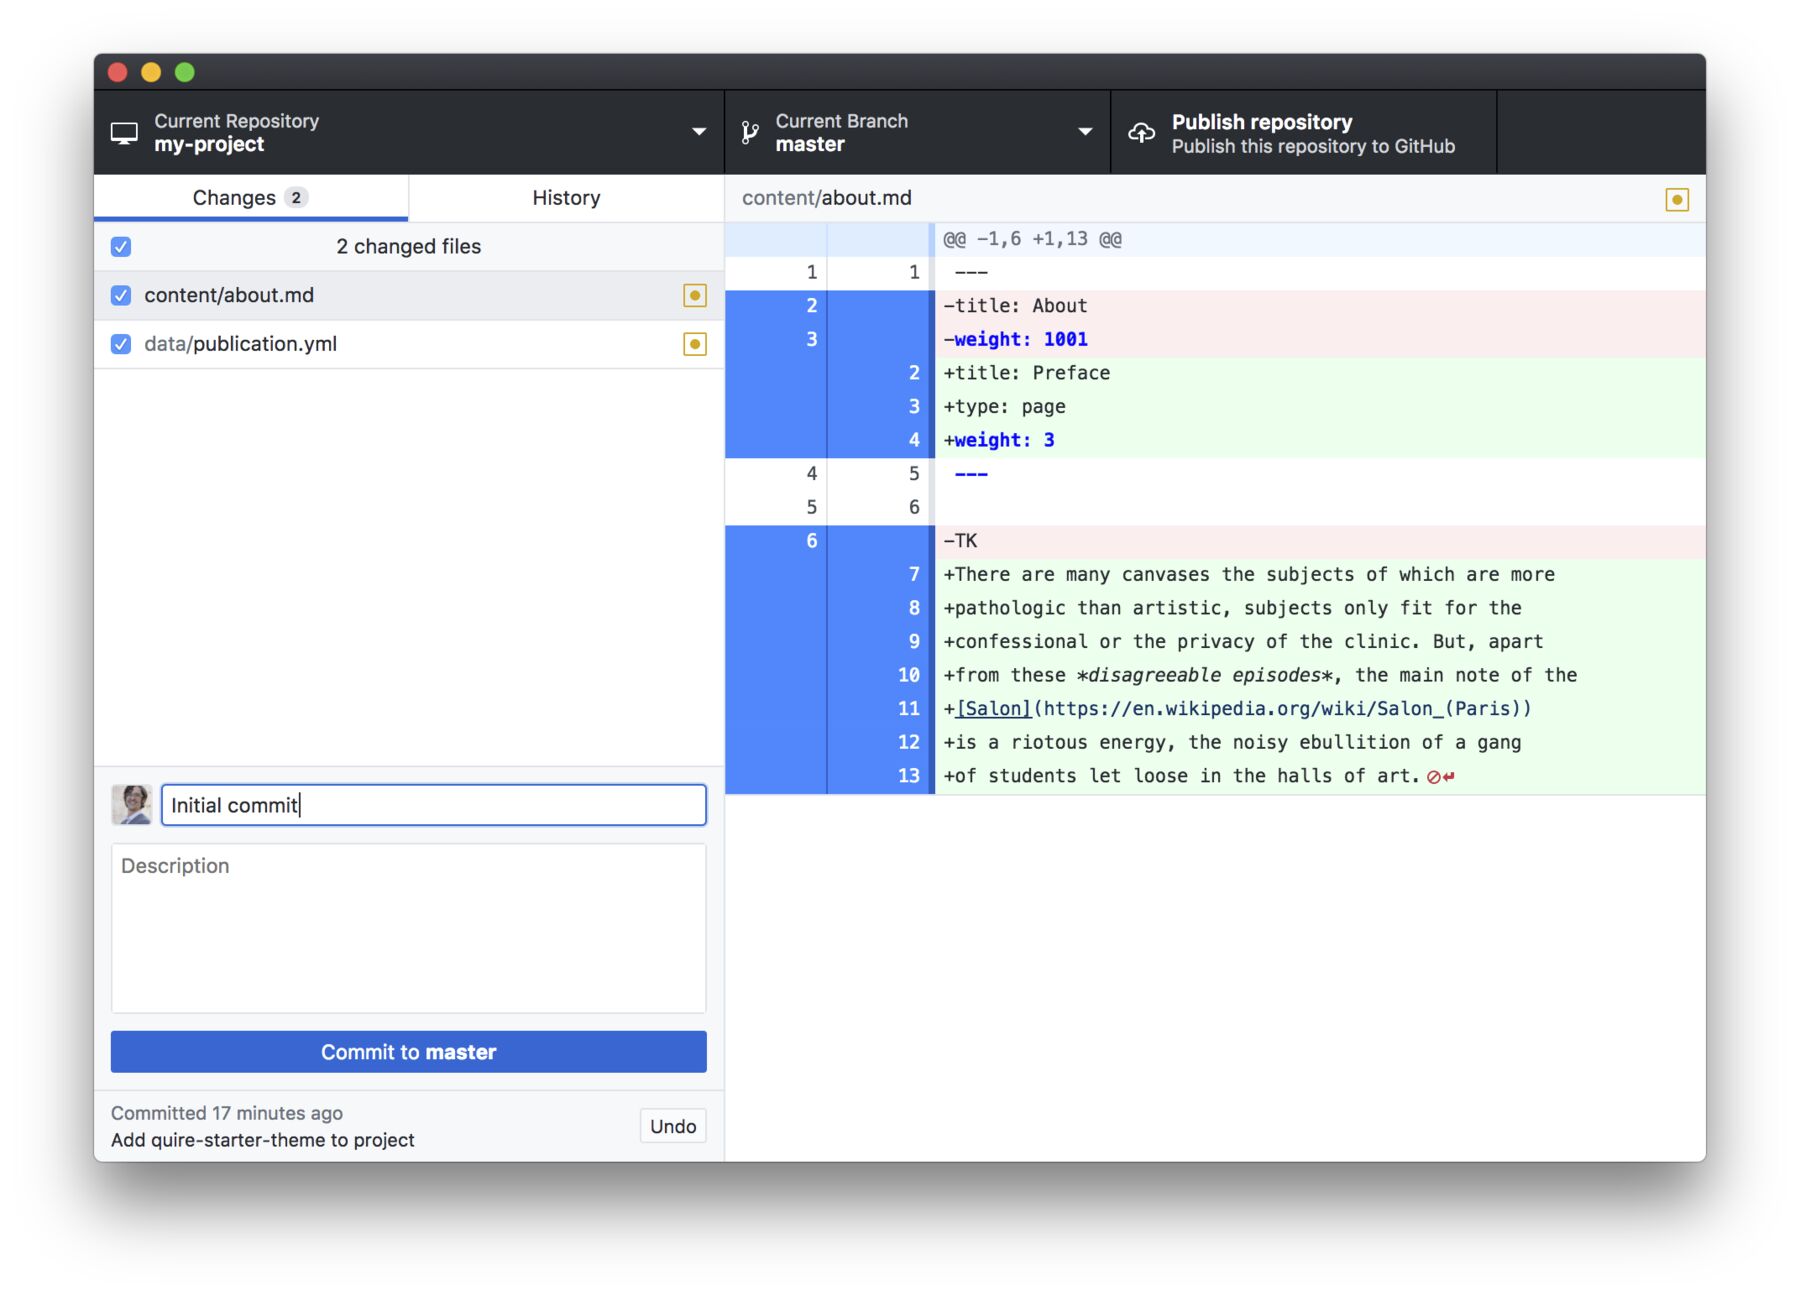 Current Repository
my-project
Current Branch
master
Publish repository
Publish this repository to GitHub
Changes 2
History
2 changed files
content/about.md
data/publication.yml
Initial commit
Description
Commit to master
Committed 17 minutes ago
Add quire-starter-theme to project
Undo
content/about.md
@@ -1,6 +1,13 @@
1 1 ---
2 -title: About
3 -weight: 1001
2 +title: Preface
3 +type: page
4 +weight: 3
4 5 ---
5 6
6 -TK
7 +There are many canvases the subjects of which are more
8 +pathologic than artistic, subjects only fit for the
9 +confessional or the privacy of the clinic. But, apart
10 +from these *disagreeable episodes*, the main note of the
11 +[Salon](https://en.wikipedia.org/wiki/Salon_(Paris))
12 +is a riotous energy, the noisy ebullition of a gang
13 +of students let loose in the halls of art.